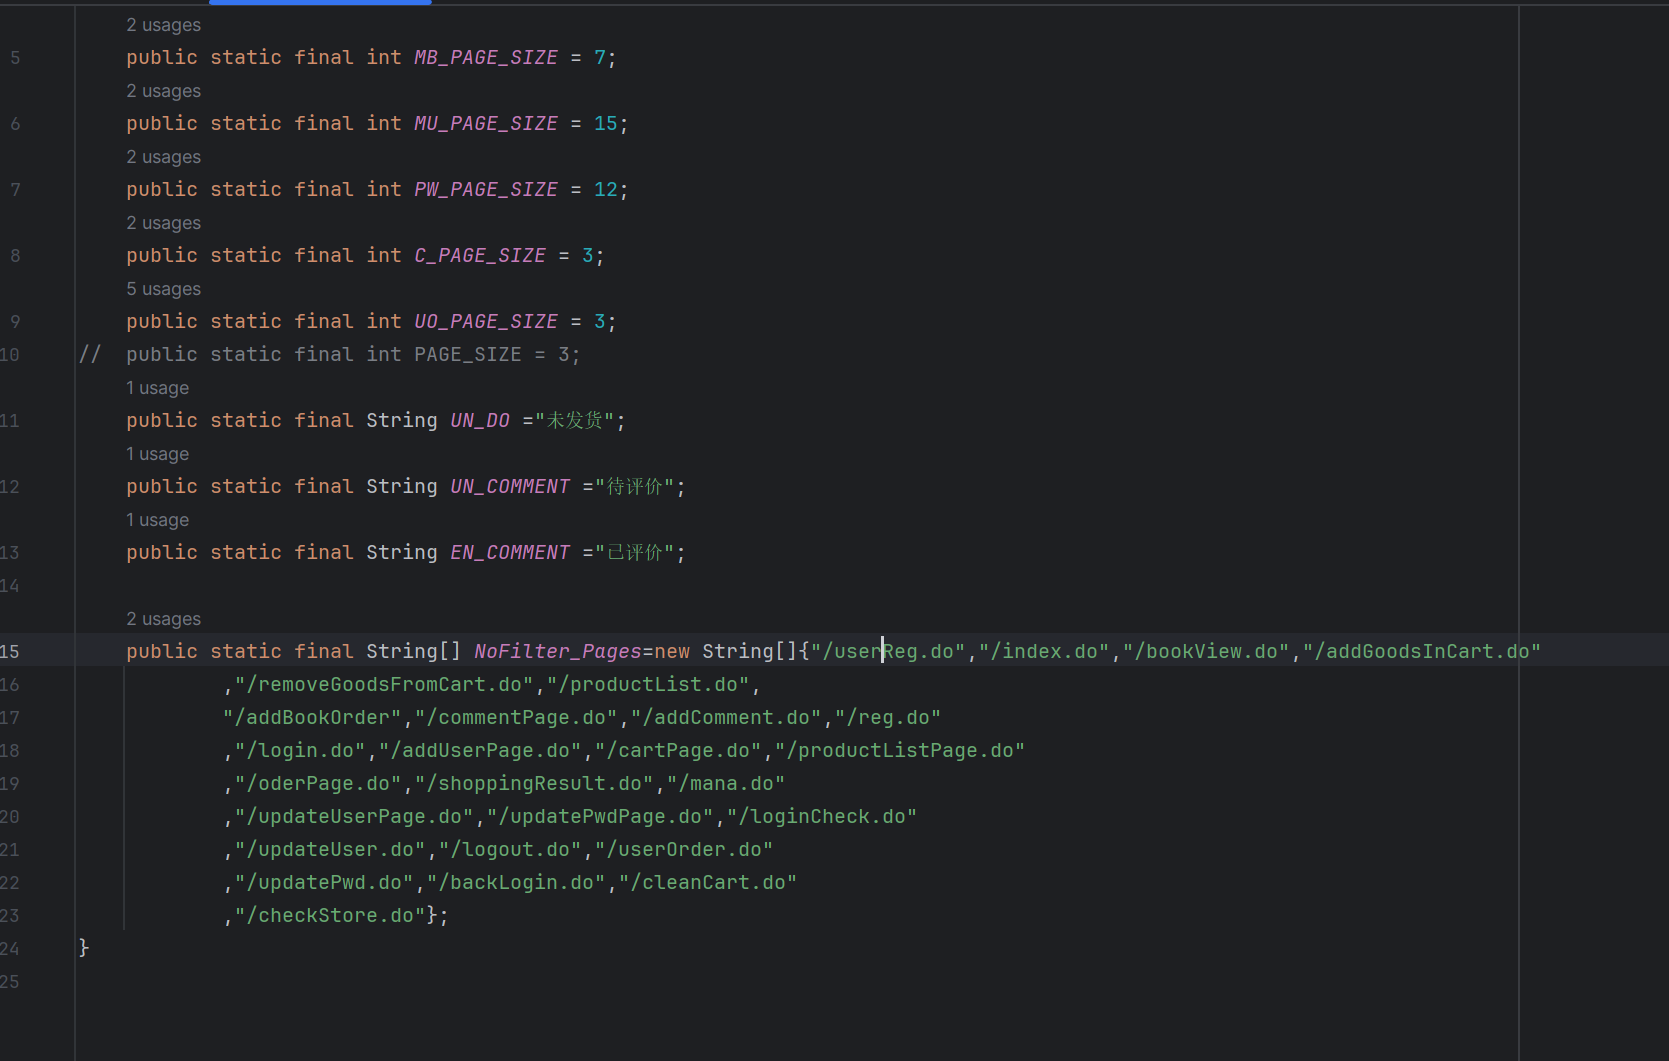 2 usages
5 public static final int MB_PAGE_SIZE = 7;
2 usages
6 public static final int MU_PAGE_SIZE = 15;
2 usages
7 public static final int PW_PAGE_SIZE = 12;
2 usages
8 public static final int C_PAGE_SIZE = 3;
5 usages
9 public static final int UO_PAGE_SIZE = 3;
10 // public static final int PAGE_SIZE = 3;
1 usage
11 public static final String UN_DO ="未发货";
1 usage
12 public static final String UN_COMMENT ="待评价";
1 usage
13 public static final String EN_COMMENT ="已评价";
14
2 usages
15 public static final String[] NoFilter_Pages=new String[]{"/userReg.do","/index.do","/bookView.do","/addGoodsInCart.do"
16 ,"/removeGoodsFromCart.do","/productList.do",
17 "/addBookOrder","/commentPage.do","/addComment.do","/reg.do"
18 ,"/login.do","/addUserPage.do","/cartPage.do","/productListPage.do"
19 ,"/oderPage.do","/shoppingResult.do","/mana.do"
20 ,"/updateUserPage.do","/updatePwdPage.do","/loginCheck.do"
21 ,"/updateUser.do","/logout.do","/userOrder.do"
22 ,"/updatePwd.do","/backLogin.do","/cleanCart.do"
23 ,"/checkStore.do"};
24 }
25